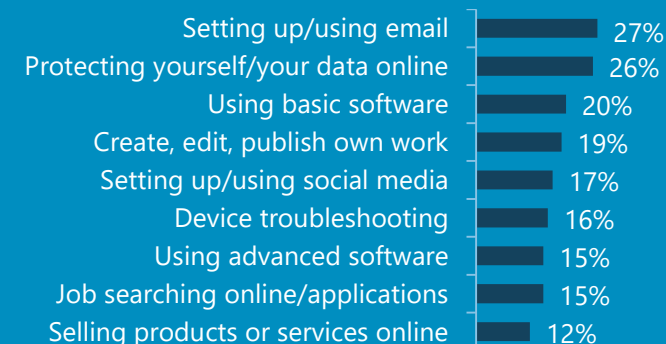 Setting up/using email 27%
Protecting yourself/your data online 26%
Using basic software 20%
Create, edit, publish own work 19%
Setting up/using social media 17%
Device troubleshooting 16%
Using advanced software 15%
Job searching online/applications 15%
Selling products or services online 12%